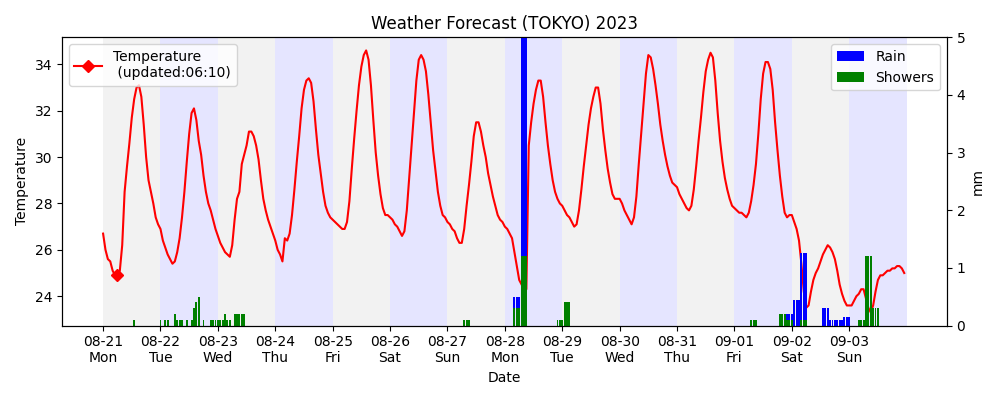 Weather Forecast (TOKYO) 2023
Temperature
(updated:06:10)
Rain
Showers
Temperature
34
32
30
28
26
24
5
4
3
2
1
0
mm
08-21 08-22 08-23 08-24 08-25 08-26 08-27 08-28 08-29 08-30 08-31 09-01 09-02 09-03
Mon Tue Wed Thu Fri Sat Sun Mon Tue Wed Thu Fri Sat Sun
Date